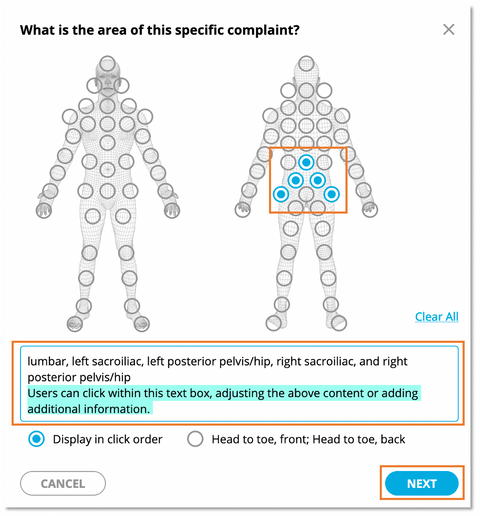 What is the area of this specific complaint?
Clear All
lumbar, left sacroiliac, left posterior pelvis/hip, right sacroiliac, and right
posterior pelvis/hip
Users can click within this text box, adjusting the above content or adding
additional information.
Display in click order
Head to toe, front; Head to toe, back
CANCEL
NEXT